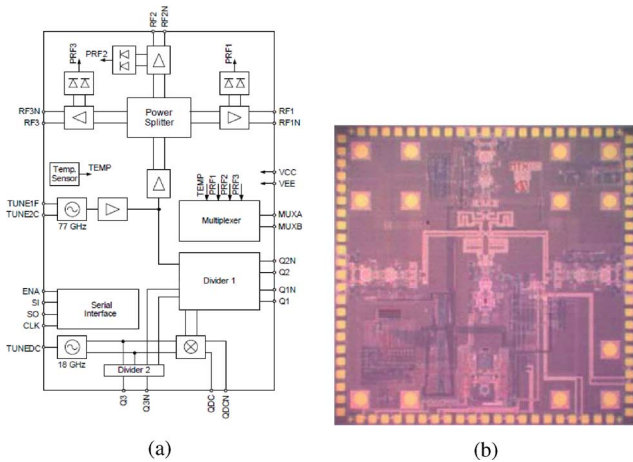 RF2
RF2N
PRF3
PRF2
PRF1
RF3N
RF3
Power
Splitter
RF1
RF1N
Temp.
Sensor
TEMP
VCC
VEE
TUNE1F
TUNE2C
77 GHz
TEMP
PRF1
PRF2
PRF3
Multiplexer
MUXA
MUXB
Divider 1
Q2N
Q2
Q1N
Q1
ENA
SI
SO
CLK
Serial
Interface
TUNEDC
18 GHz
Divider 2
Q3
Q3N
QDC
QDCN
(a)
(b)